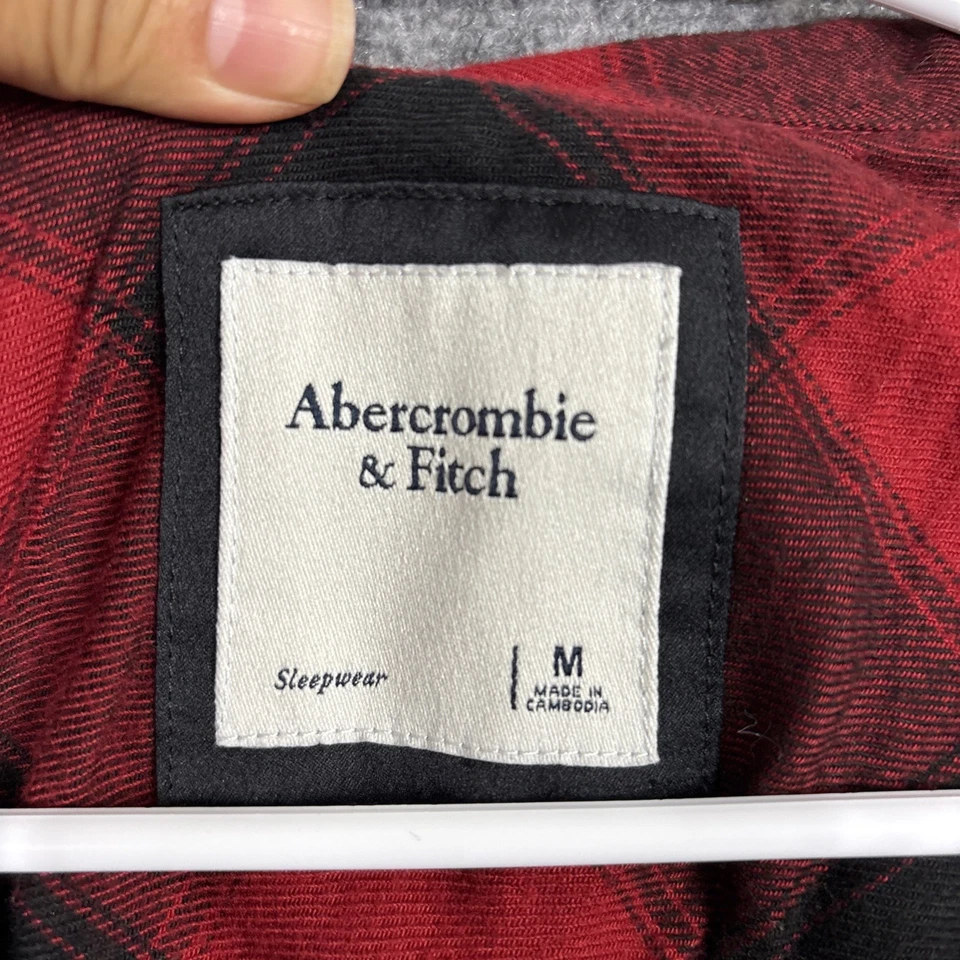 Abercrombie
& Fitch
Sleepwear
M
MADE IN
CAMBODIA